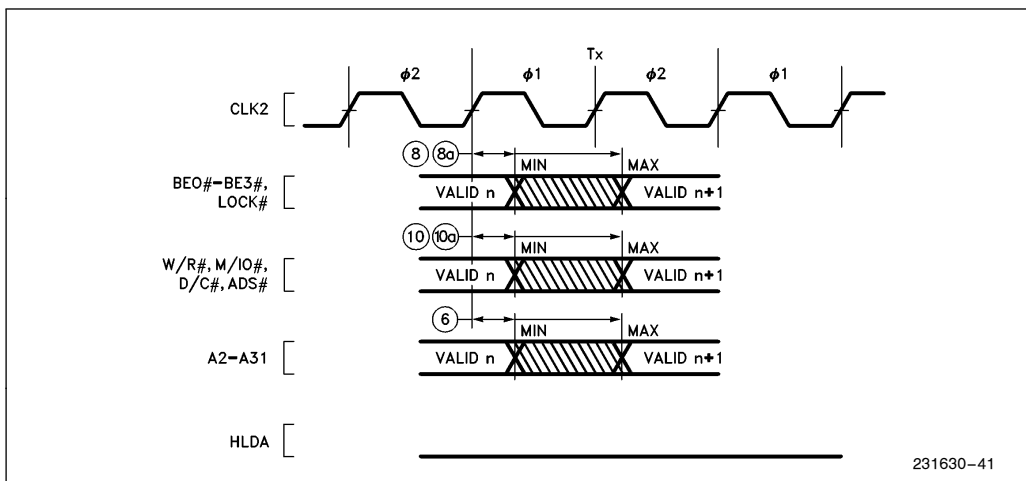 Tx
ϕ2 ϕ1 ϕ2 ϕ1
CLK2
8 8a
MIN MAX
BE0#-BE3#,
LOCK#
VALID n VALID n+1
10 10a
MIN MAX
W/R#, M/IO#,
D/C#, ADS#
VALID n VALID n+1
6
MIN MAX
A2-A31
VALID n VALID n+1
HLDA
231630-41